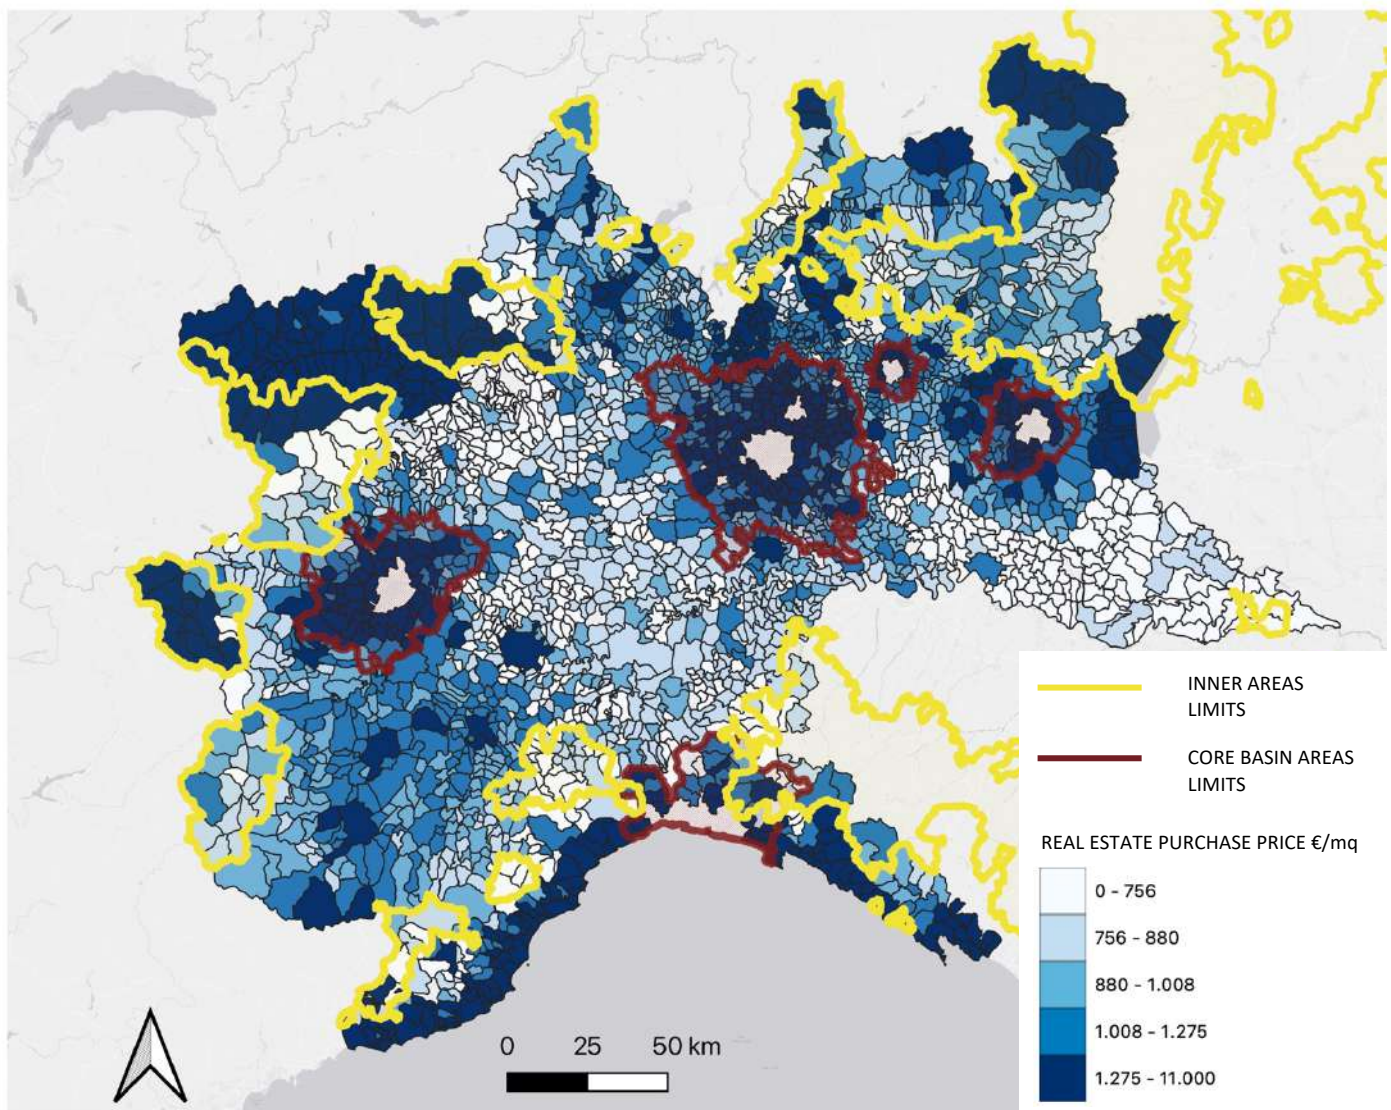 INNER AREAS
LIMITS
CORE BASIN AREAS
LIMITS
REAL ESTATE PURCHASE PRICE €/mq
0 - 756
756 - 880
880 - 1.008
1.008 - 1.275
1.275 - 11.000
0 25 50 km